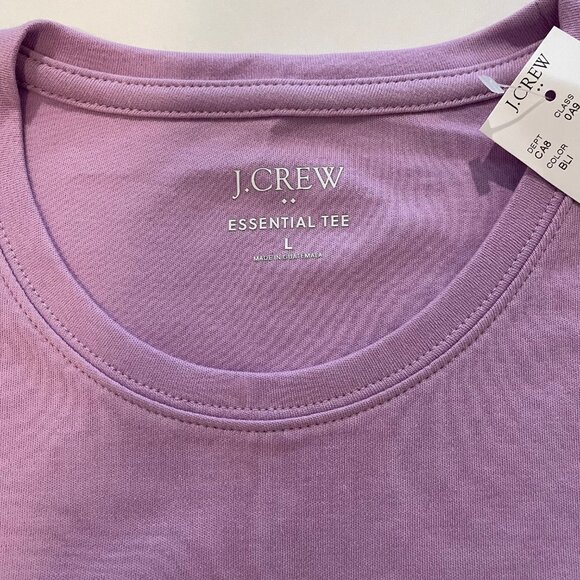 J.CREW
ESSENTIAL TEE
L
MADE IN GUATEMALA
J.CREW
DEPT CLASS
CA8 0A9
COLOR
BLI